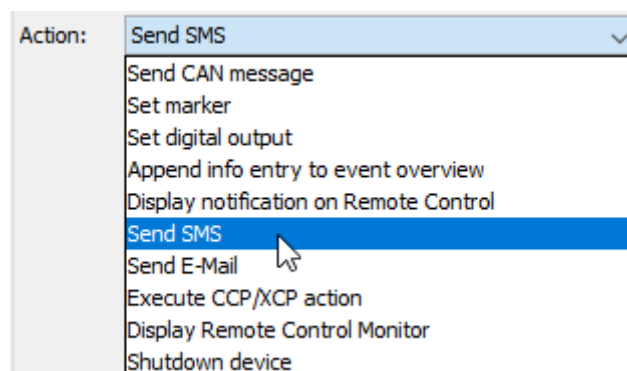 Action: Send SMS
Send CAN message
Set marker
Set digital output
Append info entry to event overview
Display notification on Remote Control
Send SMS
Send E-Mail
Execute CCP/XCP action
Display Remote Control Monitor
Shutdown device